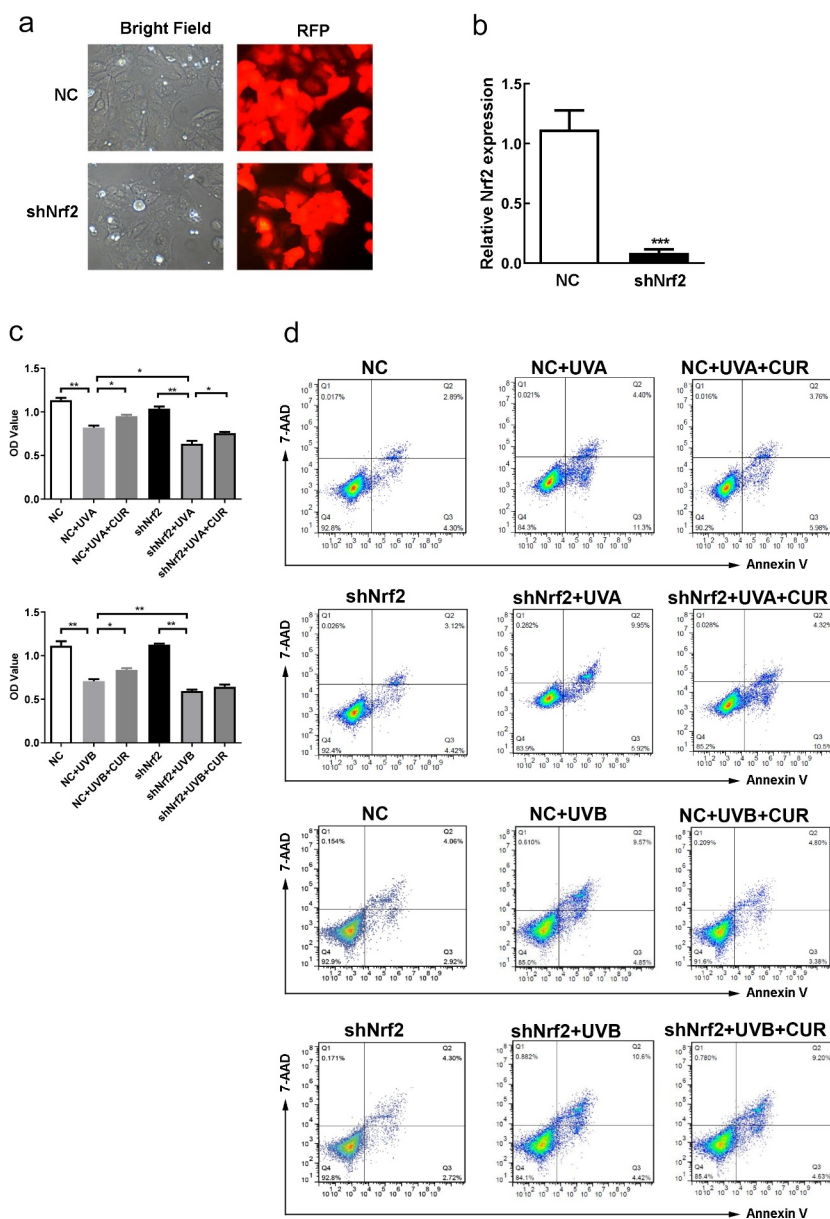 a
Bright Field
RFP
NC
shNrf2
b
Relative Nrf2 expression
1.5
1.0
0.5
0.0
***
NC
shNrf2
c
OD Value
1.5
1.0
0.5
0.0
**
*
*
**
*
NC
NC+UVA
NC+UVA+CUR
shNrf2
shNrf2+UVA
shNrf2+UVA+CUR
OD Value
1.5
1.0
0.5
0.0
**
*
**
**
NC
NC+UVB
NC+UVB+CUR
shNrf2
shNrf2+UVB
shNrf2+UVB+CUR
d
7-AAD
NC
Q1
0.017%
Q2
2.89%
Q4
92.8%
Q3
4.30%
NC+UVA
Q1
0.021%
Q2
4.40%
Q4
84.3%
Q3
11.3%
NC+UVA+CUR
Q1
0.016%
Q2
3.76%
Q4
90.2%
Q3
5.98%
Annexin V
7-AAD
shNrf2
Q1
0.026%
Q2
3.12%
Q4
92.4%
Q3
4.42%
shNrf2+UVA
Q1
0.282%
Q2
9.95%
Q4
83.9%
Q3
5.92%
shNrf2+UVA+CUR
Q1
0.028%
Q2
4.32%
Q4
85.2%
Q3
10.5%
Annexin V
7-AAD
NC
Q1
0.154%
Q2
4.06%
Q4
92.9%
Q3
2.92%
NC+UVB
Q1
0.610%
Q2
9.57%
Q4
85.0%
Q3
4.85%
NC+UVB+CUR
Q1
0.209%
Q2
4.80%
Q4
91.6%
Q3
3.38%
Annexin V
7-AAD
shNrf2
Q1
0.171%
Q2
4.30%
Q4
92.8%
Q3
2.72%
shNrf2+UVB
Q1
0.882%
Q2
10.6%
Q4
84.1%
Q3
4.42%
shNrf2+UVB+CUR
Q1
0.780%
Q2
9.20%
Q4
85.4%
Q3
4.63%
Annexin V